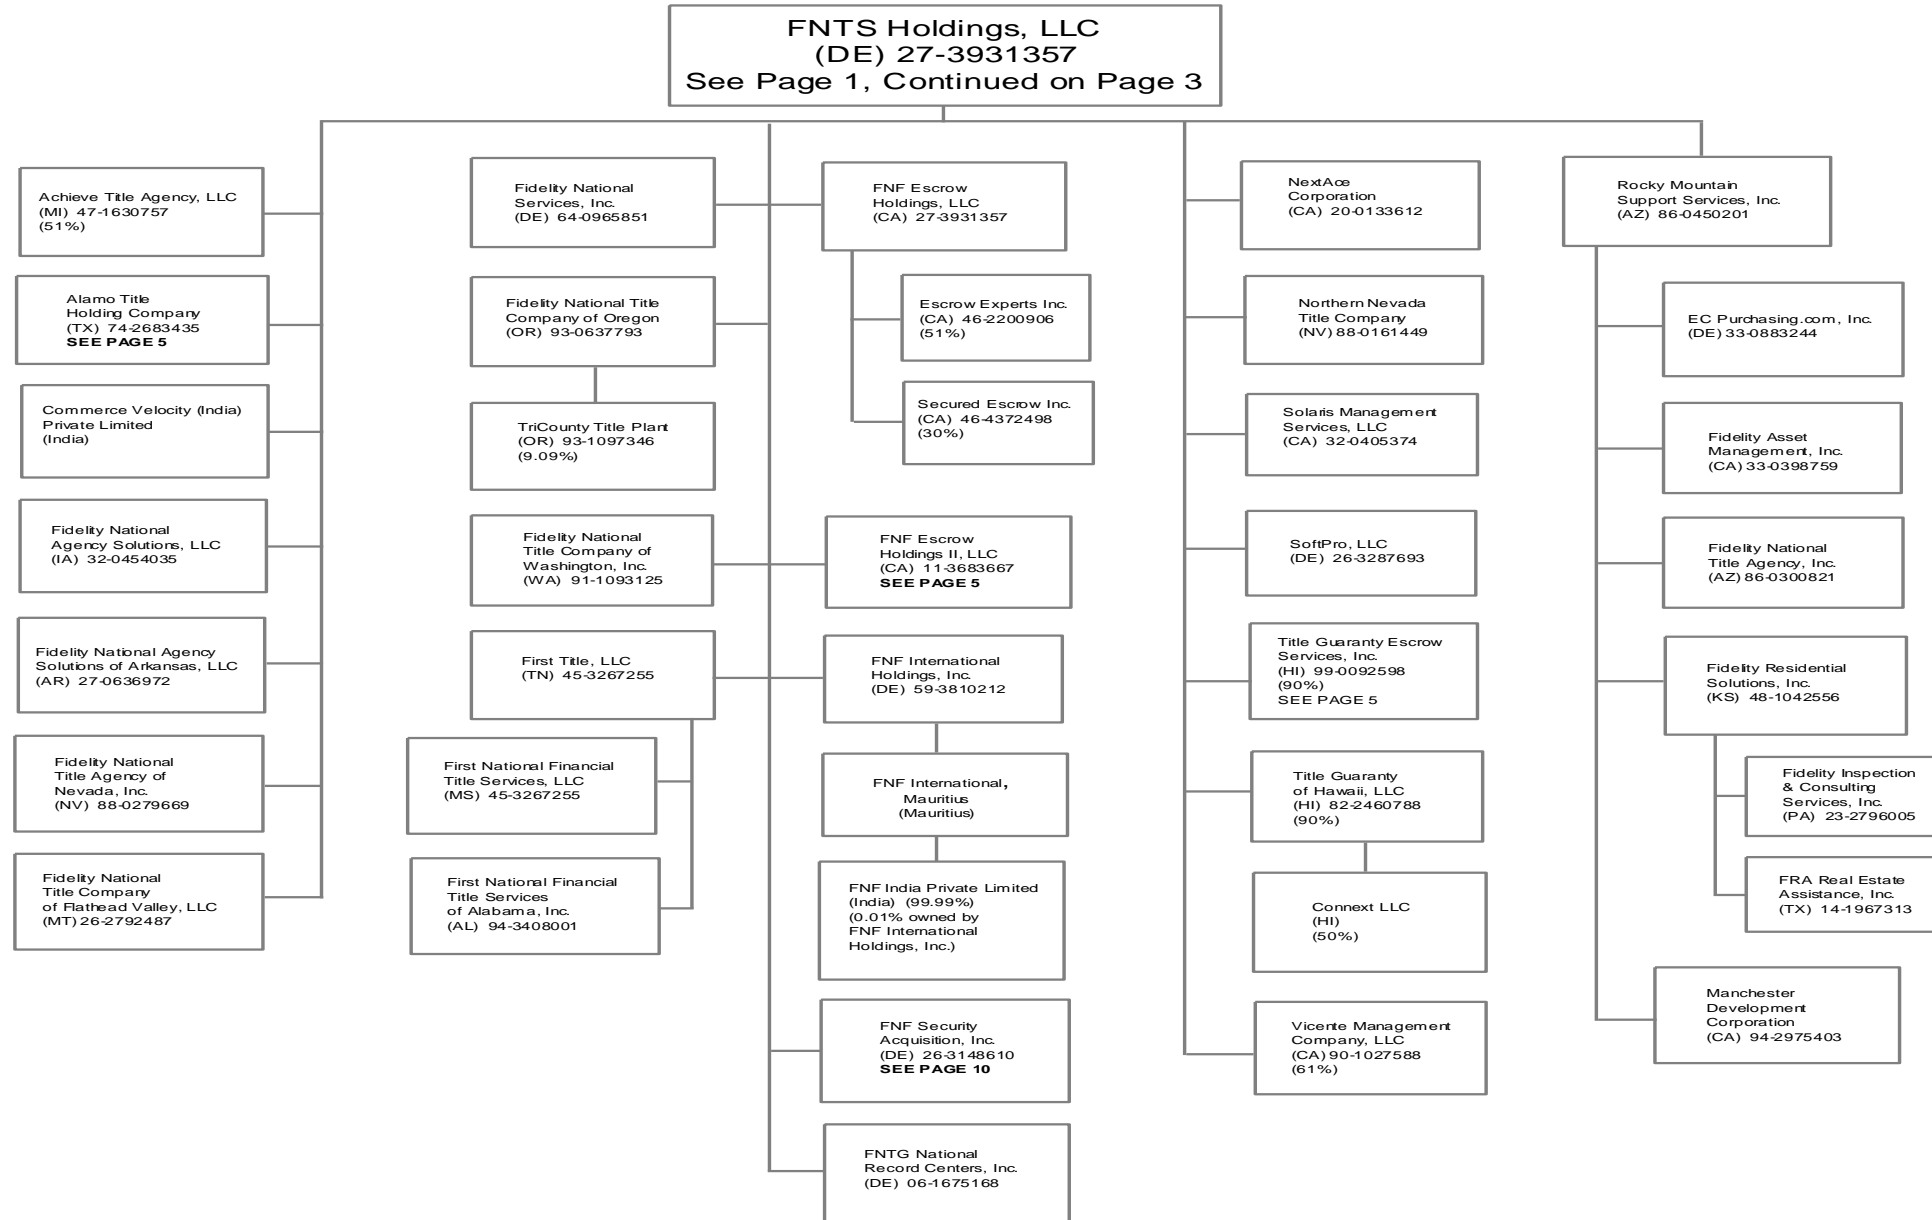 FNTS Holdings, LLC
(DE) 27-3931357
See Page 1, Continued on Page 3
Achieve Title Agency, LLC
(MI) 47-1630757
(51%)
Alamo Title
Holding Company
(TX) 74-2683435
SEE PAGE 5
Commerce Velocity (India)
Private Limited
(India)
Fidelity National
Agency Solutions, LLC
(IA) 32-0454035
Fidelity National Agency
Solutions of Arkansas, LLC
(AR) 27-0636972
Fidelity National
Title Agency of
Nevada, Inc.
(NV) 88-0279669
Fidelity National
Title Company
of Flathead Valley, LLC
(MT) 26-2792487
Fidelity National
Services, Inc.
(DE) 64-0965851
Fidelity National Title
Company of Oregon
(OR) 93-0637793
TriCounty Title Plant
(OR) 93-1097346
(9.09%)
Fidelity National
Title Company of
Washington, Inc.
(WA) 91-1093125
First Title, LLC
(TN) 45-3267255
First National Financial
Title Services, LLC
(MS) 45-3267255
First National Financial
Title Services
of Alabama, Inc.
(AL) 94-3408001
FNF Escrow
Holdings, LLC
(CA) 27-3931357
Escrow Experts Inc.
(CA) 46-2200906
(51%)
Secured Escrow Inc.
(CA) 46-4372498
(30%)
FNF Escrow
Holdings II, LLC
(CA) 11-3683667
SEE PAGE 5
FNF International
Holdings, Inc.
(DE) 59-3810212
FNF International,
Mauritius
(Mauritius)
FNF India Private Limited
(India) (99.99%)
(0.01% owned by
FNF International
Holdings, Inc.)
FNF Security
Acquisition, Inc.
(DE) 26-3148610
SEE PAGE 10
FNTG National
Record Centers, Inc.
(DE) 06-1675168
NextAce
Corporation
(CA) 20-0133612
Northern Nevada
Title Company
(NV) 88-0161449
Solaris Management
Services, LLC
(CA) 32-0405374
SoftPro, LLC
(DE) 26-3287693
Title Guaranty Escrow
Services, Inc.
(HI) 99-0092598
(90%)
SEE PAGE 5
Title Guaranty
of Hawaii, LLC
(HI) 82-2460788
(90%)
Connext LLC
(HI)
(50%)
Vicente Management
Company, LLC
(CA) 90-1027588
(61%)
Rocky Mountain
Support Services, Inc.
(AZ) 86-0450201
EC Purchasing.com, Inc.
(DE) 33-0883244
Fidelity Asset
Management, Inc.
(CA) 33-0398759
Fidelity National
Title Agency, Inc.
(AZ) 86-0300821
Fidelity Residential
Solutions, Inc.
(KS) 48-1042556
Fidelity Inspection
& Consulting
Services, Inc.
(PA) 23-2796005
FRA Real Estate
Assistance, Inc.
(TX) 14-1967313
Manchester
Development
Corporation
(CA) 94-2975403